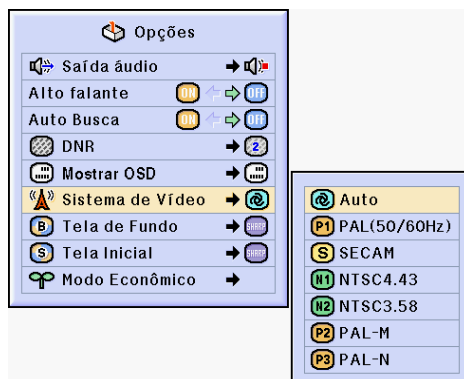 Opções
Saída áudio
Alto falante ON OFF
Auto Busca ON OFF
DNR 2
Mostrar OSD
Sistema de Vídeo
B Tela de Fundo SHARP
S Tela Inicial SHARP
Modo Econômico
Auto
P1 PAL(50/60Hz)
S SECAM
N1 NTSC4.43
N2 NTSC3.58
P2 PAL-M
P3 PAL-N